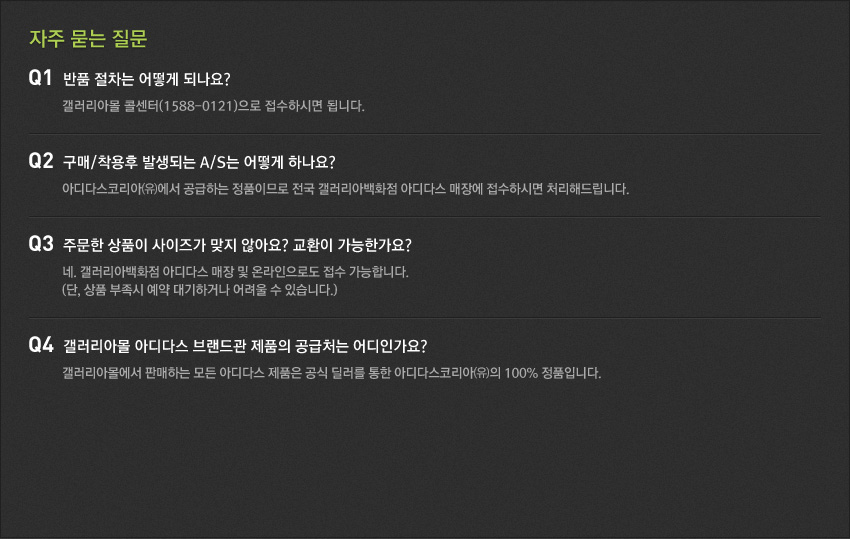 자주 묻는 질문
Q1 반품 절차는 어떻게 되나요?
갤러리아몰 콜센터(1588-0121)으로 접수하시면 됩니다.
Q2 구매/착용후 발생되는 A/S는 어떻게 하나요?
아디다스코리아㈲에서 공급하는 정품이므로 전국 갤러리아백화점 아디다스 매장에 접수하시면 처리해드립니다.
Q3 주문한 상품이 사이즈가 맞지 않아요? 교환이 가능한가요?
네. 갤러리아백화점 아디다스 매장 및 온라인으로도 접수 가능합니다.
(단, 상품 부족시 예약 대기하거나 어려울 수 있습니다.)
Q4 갤러리아몰 아디다스 브랜드관 제품의 공급처는 어디인가요?
갤러리아몰에서 판매하는 모든 아디다스 제품은 공식 딜러를 통한 아디다스코리아㈲의 100% 정품입니다.